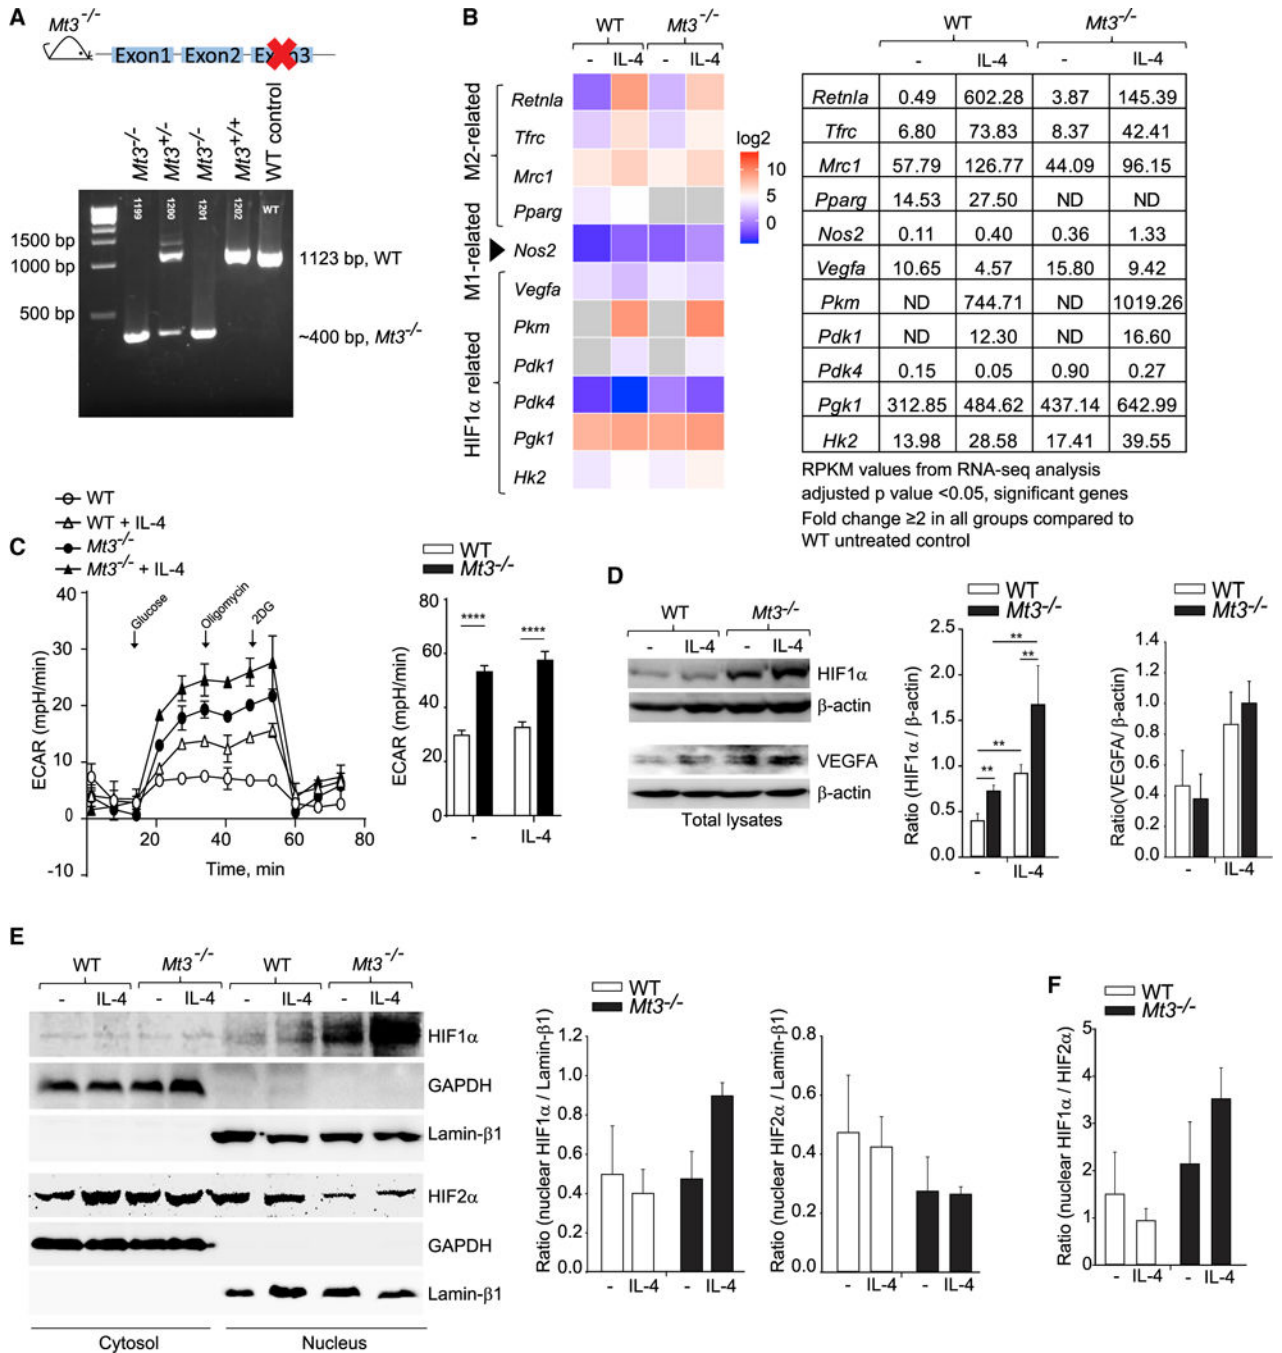 A
Mt3-/-
Exon1 Exon2 Exon3
Mt3-/-
Mt3+/-
Mt3-/-
Mt3+/+
WT control
1199 1200 1201 1202 WT
1500 bp
1000 bp
500 bp
1123 bp, WT
~400 bp, Mt3-/-
B
WT Mt3-/-
- IL-4 - IL-4
M2-related
M1-related
HIF1α related
Retnla
Tfrc
Mrc1
Pparg
Nos2
Vegfa
Pkm
Pdk1
Pdk4
Pgk1
Hk2
log2
10
5
0
WT Mt3-/-
- IL-4 - IL-4
Retnla 0.49 602.28 3.87 145.39
Tfrc 6.80 73.83 8.37 42.41
Mrc1 57.79 126.77 44.09 96.15
Pparg 14.53 27.50 ND ND
Nos2 0.11 0.40 0.36 1.33
Vegfa 10.65 4.57 15.80 9.42
Pkm ND 744.71 ND 1019.26
Pdk1 ND 12.30 ND 16.60
Pdk4 0.15 0.05 0.90 0.27
Pgk1 312.85 484.62 437.14 642.99
Hk2 13.98 28.58 17.41 39.55
RPKM values from RNA-seq analysis
adjusted p value <0.05, significant genes
Fold change ≥2 in all groups compared to
WT untreated control
C
WT
WT + IL-4
Mt3-/-
Mt3-/- + IL-4
Glucose
Oligomycin
2DG
ECAR (mpH/min)
40
30
20
10
0
-10
20 40 60 80
Time, min
WT
Mt3-/-
ECAR (mpH/min)
80
60
40
20
0
**** ****
- IL-4
D
WT Mt3-/-
- IL-4 - IL-4
HIF1α
β-actin
VEGFA
β-actin
Total lysates
WT
Mt3-/-
Ratio (HIF1α / β-actin)
2.5
2.0
1.5
1.0
0.5
0.0
**
**
**
**
- IL-4
WT
Mt3-/-
Ratio(VEGFA/ β-actin)
1.4
1.2
1.0
0.8
0.6
0.4
0.2
0.0
- IL-4
E
WT Mt3-/- WT Mt3-/-
- IL-4 - IL-4 - IL-4 - IL-4
HIF1α
GAPDH
Lamin-β1
HIF2α
GAPDH
Lamin-β1
Cytosol Nucleus
WT
Mt3-/-
Ratio (nuclear HIF1α / Lamin-β1)
1.2
1.0
0.8
0.6
0.4
0.2
0.0
- IL-4 - IL-4
Ratio (nuclear HIF2α / Lamin-β1)
0.8
0.6
0.4
0.2
0.0
- IL-4 - IL-4
F
WT
Mt3-/-
Ratio (nuclear HIF1α / HIF2α)
5
4
3
2
1
0
- IL-4 - IL-4